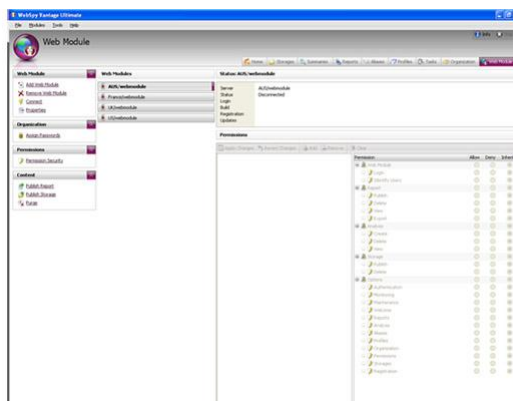 WebSpy Vantage Ultimate
File Modules Tools Help
Web Module
Info
Home Storages Summaries Reports Aliases Profiles Tasks Organization Web Module
Web Module
Add Web Module
Remove Web Module
Connect
Properties
Organization
Assign Passwords
Permissions
Permission Security
Content
Publish Report
Publish Storage
Purge
Web Modules
AUS/webmodule
France/webmodule
UK/webmodule
US/webmodule
Status: AUS/webmodule
Server AUS/webmodule
Status Disconnected
Login
Build
Registration
Updates
Permissions
Apply Changes Revert Changes Add Remove Clear
Permission Allow Deny Inherit
Web Module
Login
Identify Users
Report
Publish
Delete
View
Export
Analysis
Create
Delete
View
Storage
Publish
Delete
Control
Authentication
Monitoring
Maintenance
Welcome
Reports
Analysis
Aliases
Profiles
Organization
Permissions
Storages
Registration